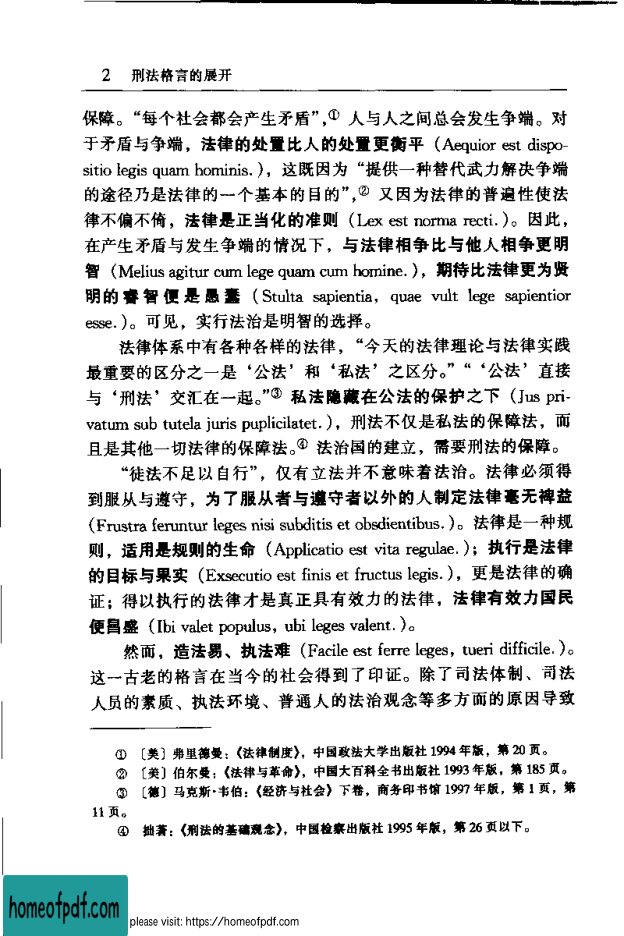 2 刑法格言的展开
保障。“每个社会都会产生矛盾”,① 人与人之间总会发生争端。对
于矛盾与争端，法律的处置比人的处置更衡平（Aequior est dispo-
sitio legis quam hominis.），这既因为“提供一种替代武力解决争端
的途径乃是法律的一个基本的目的”,② 又因为法律的普遍性使法
律不偏不倚，法律是正当化的准则（Lex est norma recti.）。因此，
在产生矛盾与发生争端的情况下，与法律相争比与他人相争更明
智（Melius agitur cum lege quam cum homine.），期待比法律更为贤
明的睿智便是愚蠢（Stulta sapientia，quae vult lege sapientior
esse.）。可见，实行法治是明智的选择。
法律体系中有各种各样的法律，“今天的法律理论与法律实践
最重要的区分之一是‘公法’和‘私法’之区分。”“‘公法’直接
与‘刑法’交汇在一起。”③ 私法隐藏在公法的保护之下（Jus pri-
vatum sub tutela juris puplicilatet.），刑法不仅是私法的保障法，而
且是其他一切法律的保障法。④ 法治国的建立，需要刑法的保障。
“徒法不足以自行”，仅有立法并不意味着法治。法律必须得
到服从与遵守，为了服从者与遵守者以外的人制定法律毫无裨益
（Frustra feruntur leges nisi subditis et obsdientibus.）。法律是一种规
则，适用是规则的生命（Applicatio est vita regulae.）；执行是法律
的目标与果实（Exsecutio est finis et fructus legis.），更是法律的确
证；得以执行的法律才是真正具有效力的法律，法律有效力国民
便昌盛（Ibi valet populus，ubi leges valent.）。
然而，造法易、执法难（Facile est ferre leges，tueri difficile.）。
这一古老的格言在当今的社会得到了印证。除了司法体制、司法
人员的素质、执法环境、普通人的法治观念等多方面的原因导致
① 〔美〕弗里德曼：《法律制度》，中国政法大学出版社 1994 年版，第 20 页。
② 〔美〕伯尔曼：《法律与革命》，中国大百科全书出版社 1993 年版，第 185 页。
③ 〔德〕马克斯·韦伯：《经济与社会》下卷，商务印书馆 1997 年版，第 1 页，第
11 页。
④ 拙著：《刑法的基础观念》，中国检察出版社 1995 年版，第 26 页以下。
homeofpdf.com
please visit: https://homeofpdf.com